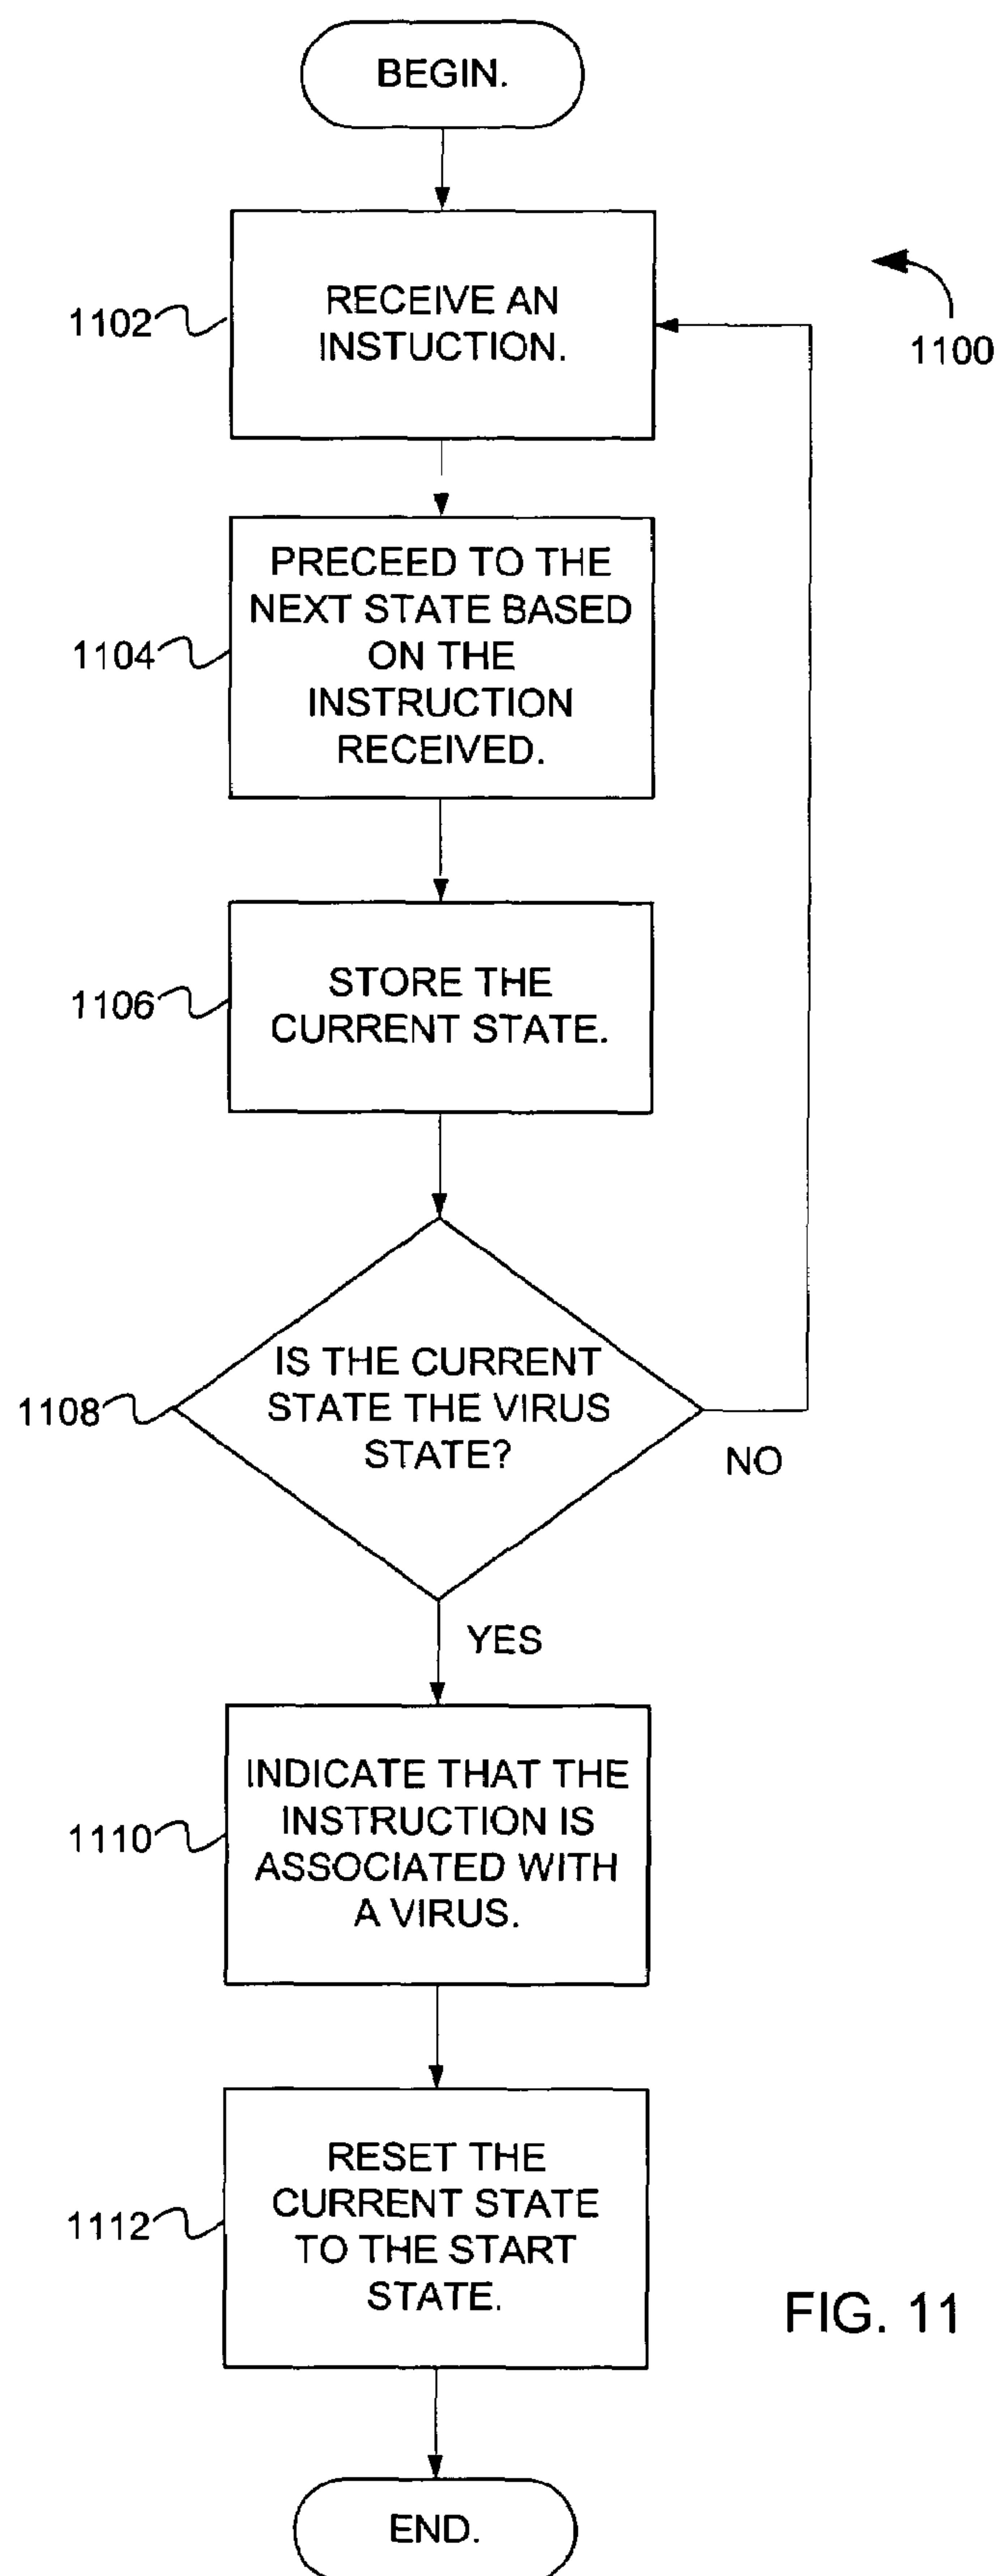 BEGIN.
1102
RECEIVE AN
INSTUCTION.
1100
1104
PRECEED TO THE
NEXT STATE BASED
ON THE
INSTRUCTION
RECEIVED.
1106
STORE THE
CURRENT STATE.
1108
IS THE CURRENT
STATE THE VIRUS
STATE?
NO
YES
1110
INDICATE THAT THE
INSTRUCTION IS
ASSOCIATED WITH
A VIRUS.
1112
RESET THE
CURRENT STATE
TO THE START
STATE.
FIG. 11
END.